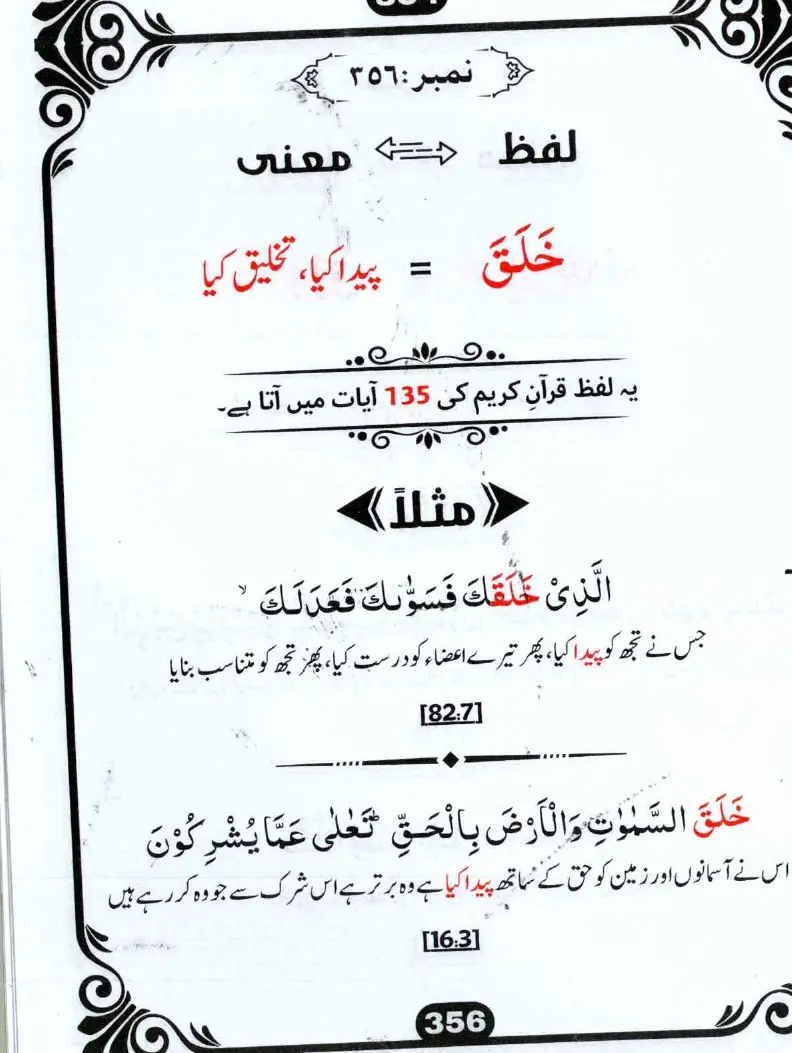 نمبر:٣٥٦
لفظ ⇐⇒ معنی
خَلَقَ = پیدا کیا، تخلیق کیا
یہ لفظ قرآنِ کریم کی 135 آیات میں آتا ہے۔
مثلاً
الَّذِیْ خَلَقَكَ فَسَوّٰىكَ فَعَدَلَكَ ۙ
جس نے تجھ کو پیدا کیا، پھر تیرے اعضاء کو درست کیا، پھر تجھ کو متناسب بنایا
[82:7]
خَلَقَ السَّمٰوٰتِ وَالْاَرْضَ بِالْحَقِّ ؕ تَعٰلٰی عَمَّا یُشْرِکُوْنَ
اس نے آسمانوں اور زمین کو حق کے ساتھ پیدا کیا ہے وہ برتر ہے اس شرک سے جو وہ کر رہے ہیں
[16:3]
356